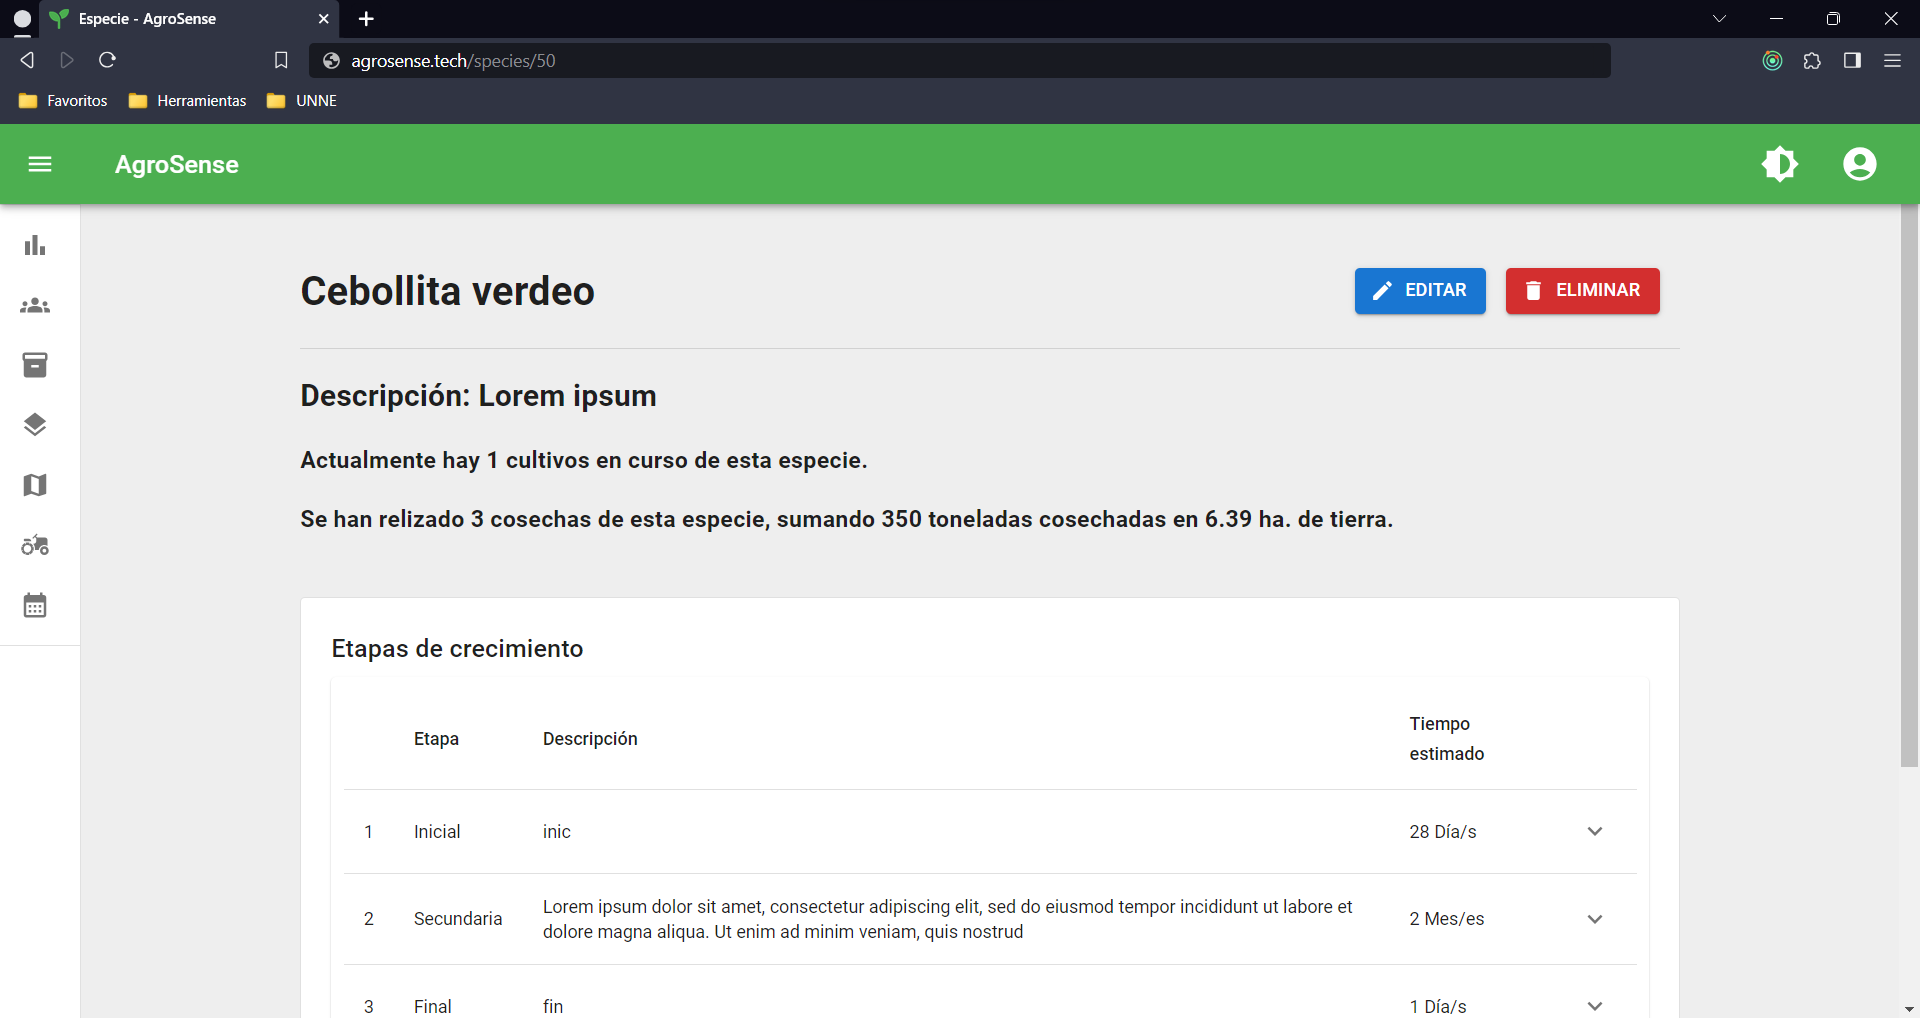 Especie - AgroSense
agrosense.tech/species/50
Favoritos
Herramientas
UNNE
AgroSense
Cebollita verdeo
EDITAR
ELIMINAR
Descripción: Lorem ipsum
Actualmente hay 1 cultivos en curso de esta especie.
Se han relizado 3 cosechas de esta especie, sumando 350 toneladas cosechadas en 6.39 ha. de tierra.
Etapas de crecimiento
Etapa
Descripción
Tiempo
estimado
1
Inicial
inic
28 Día/s
2
Secundaria
Lorem ipsum dolor sit amet, consectetur adipiscing elit, sed do eiusmod tempor incididunt ut labore et
dolore magna aliqua. Ut enim ad minim veniam, quis nostrud
2 Mes/es
3
Final
fin
1 Día/s